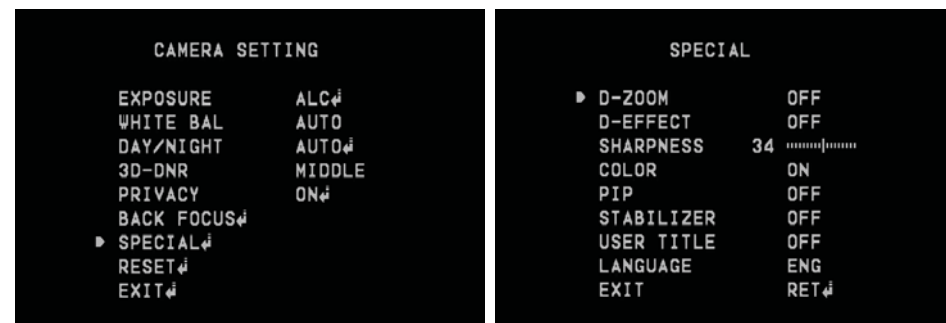 CAMERA SETTING
EXPOSURE ALC↲
WHITE BAL AUTO
DAY/NIGHT AUTO↲
3D-DNR MIDDLE
PRIVACY ON↲
BACK FOCUS↲
SPECIAL↲
RESET↲
EXIT↲
SPECIAL
D-ZOOM OFF
D-EFFECT OFF
SHARPNESS 34
COLOR ON
PIP OFF
STABILIZER OFF
USER TITLE OFF
LANGUAGE ENG
EXIT RET↲